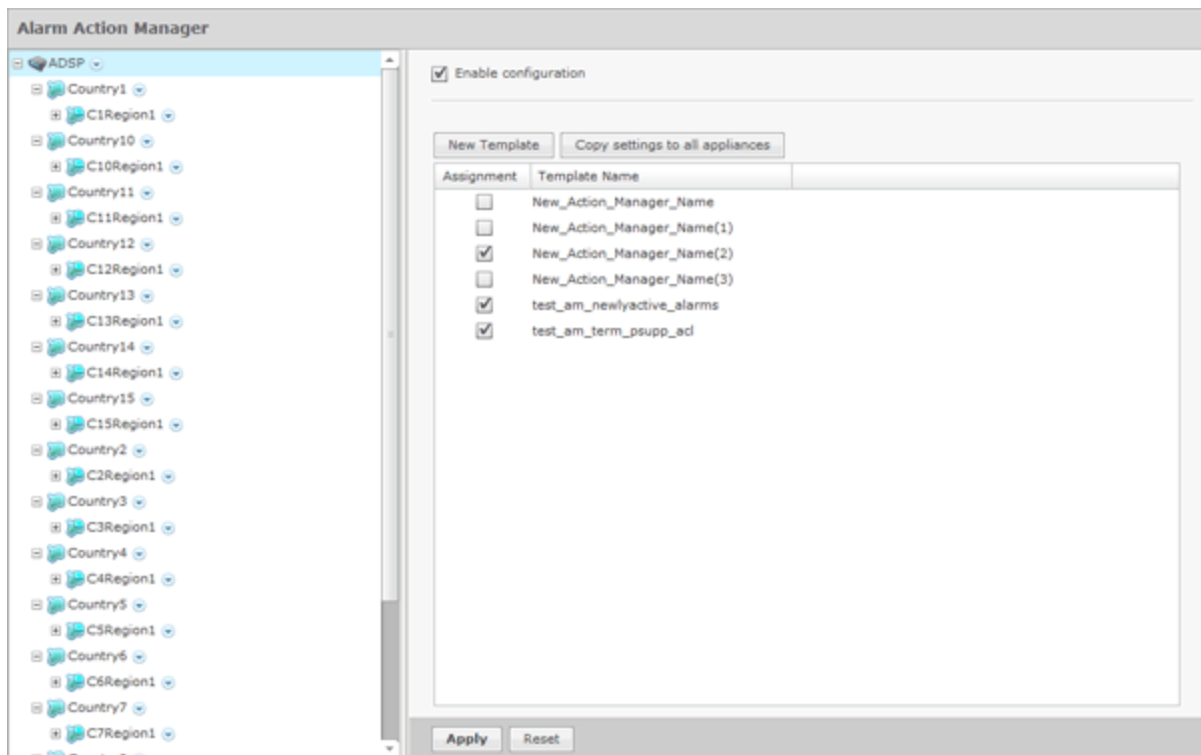 Alarm Action Manager
ADSP
Country1
C1Region1
Country10
C10Region1
Country11
C11Region1
Country12
C12Region1
Country13
C13Region1
Country14
C14Region1
Country15
C15Region1
Country2
C2Region1
Country3
C3Region1
Country4
C4Region1
Country5
C5Region1
Country6
C6Region1
Country7
C7Region1
Enable configuration
New Template
Copy settings to all appliances
Assignment Template Name
New_Action_Manager_Name
New_Action_Manager_Name(1)
New_Action_Manager_Name(2)
New_Action_Manager_Name(3)
test_am_newlyactive_alarms
test_am_term_psupp_acl
Apply
Reset